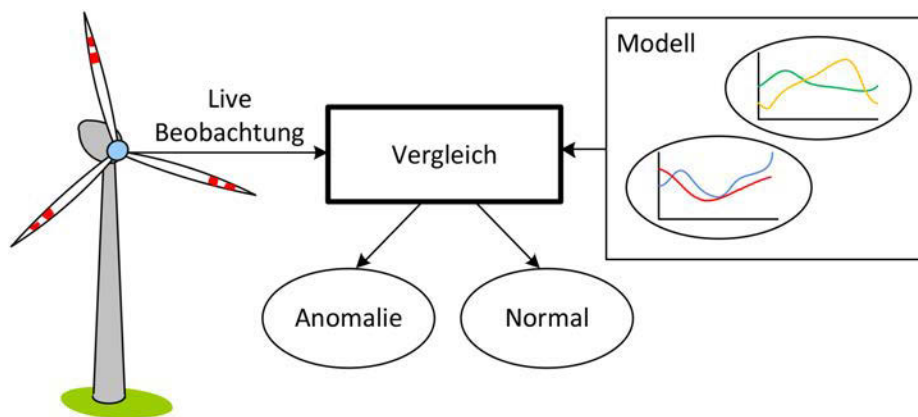 Live
Beobachtung
Vergleich
Modell
Anomalie
Normal